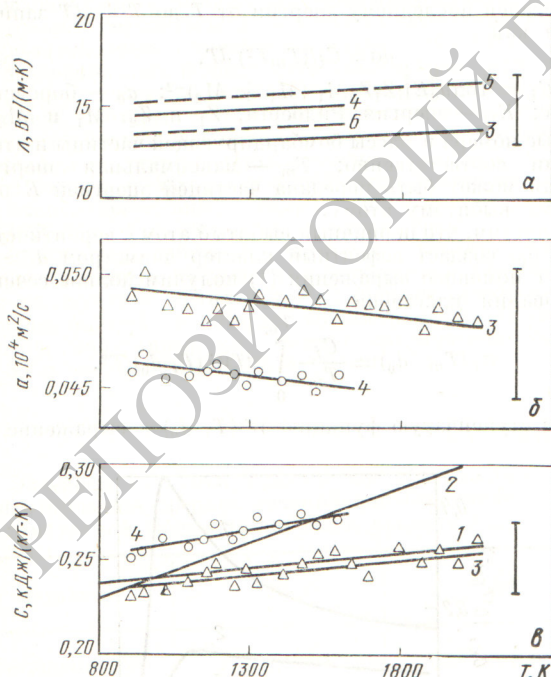 20
15
10
λ, Вт/(м·К)
5
4
6
3
а
0,050
0,045
a, 10⁴ м²/с
3
4
б
0,30
0,25
0,20
C, кДж/(кг·К)
2
4
1
3
в
800
1300
1800
T, К
РЕПОЗИТОРИЙ Г